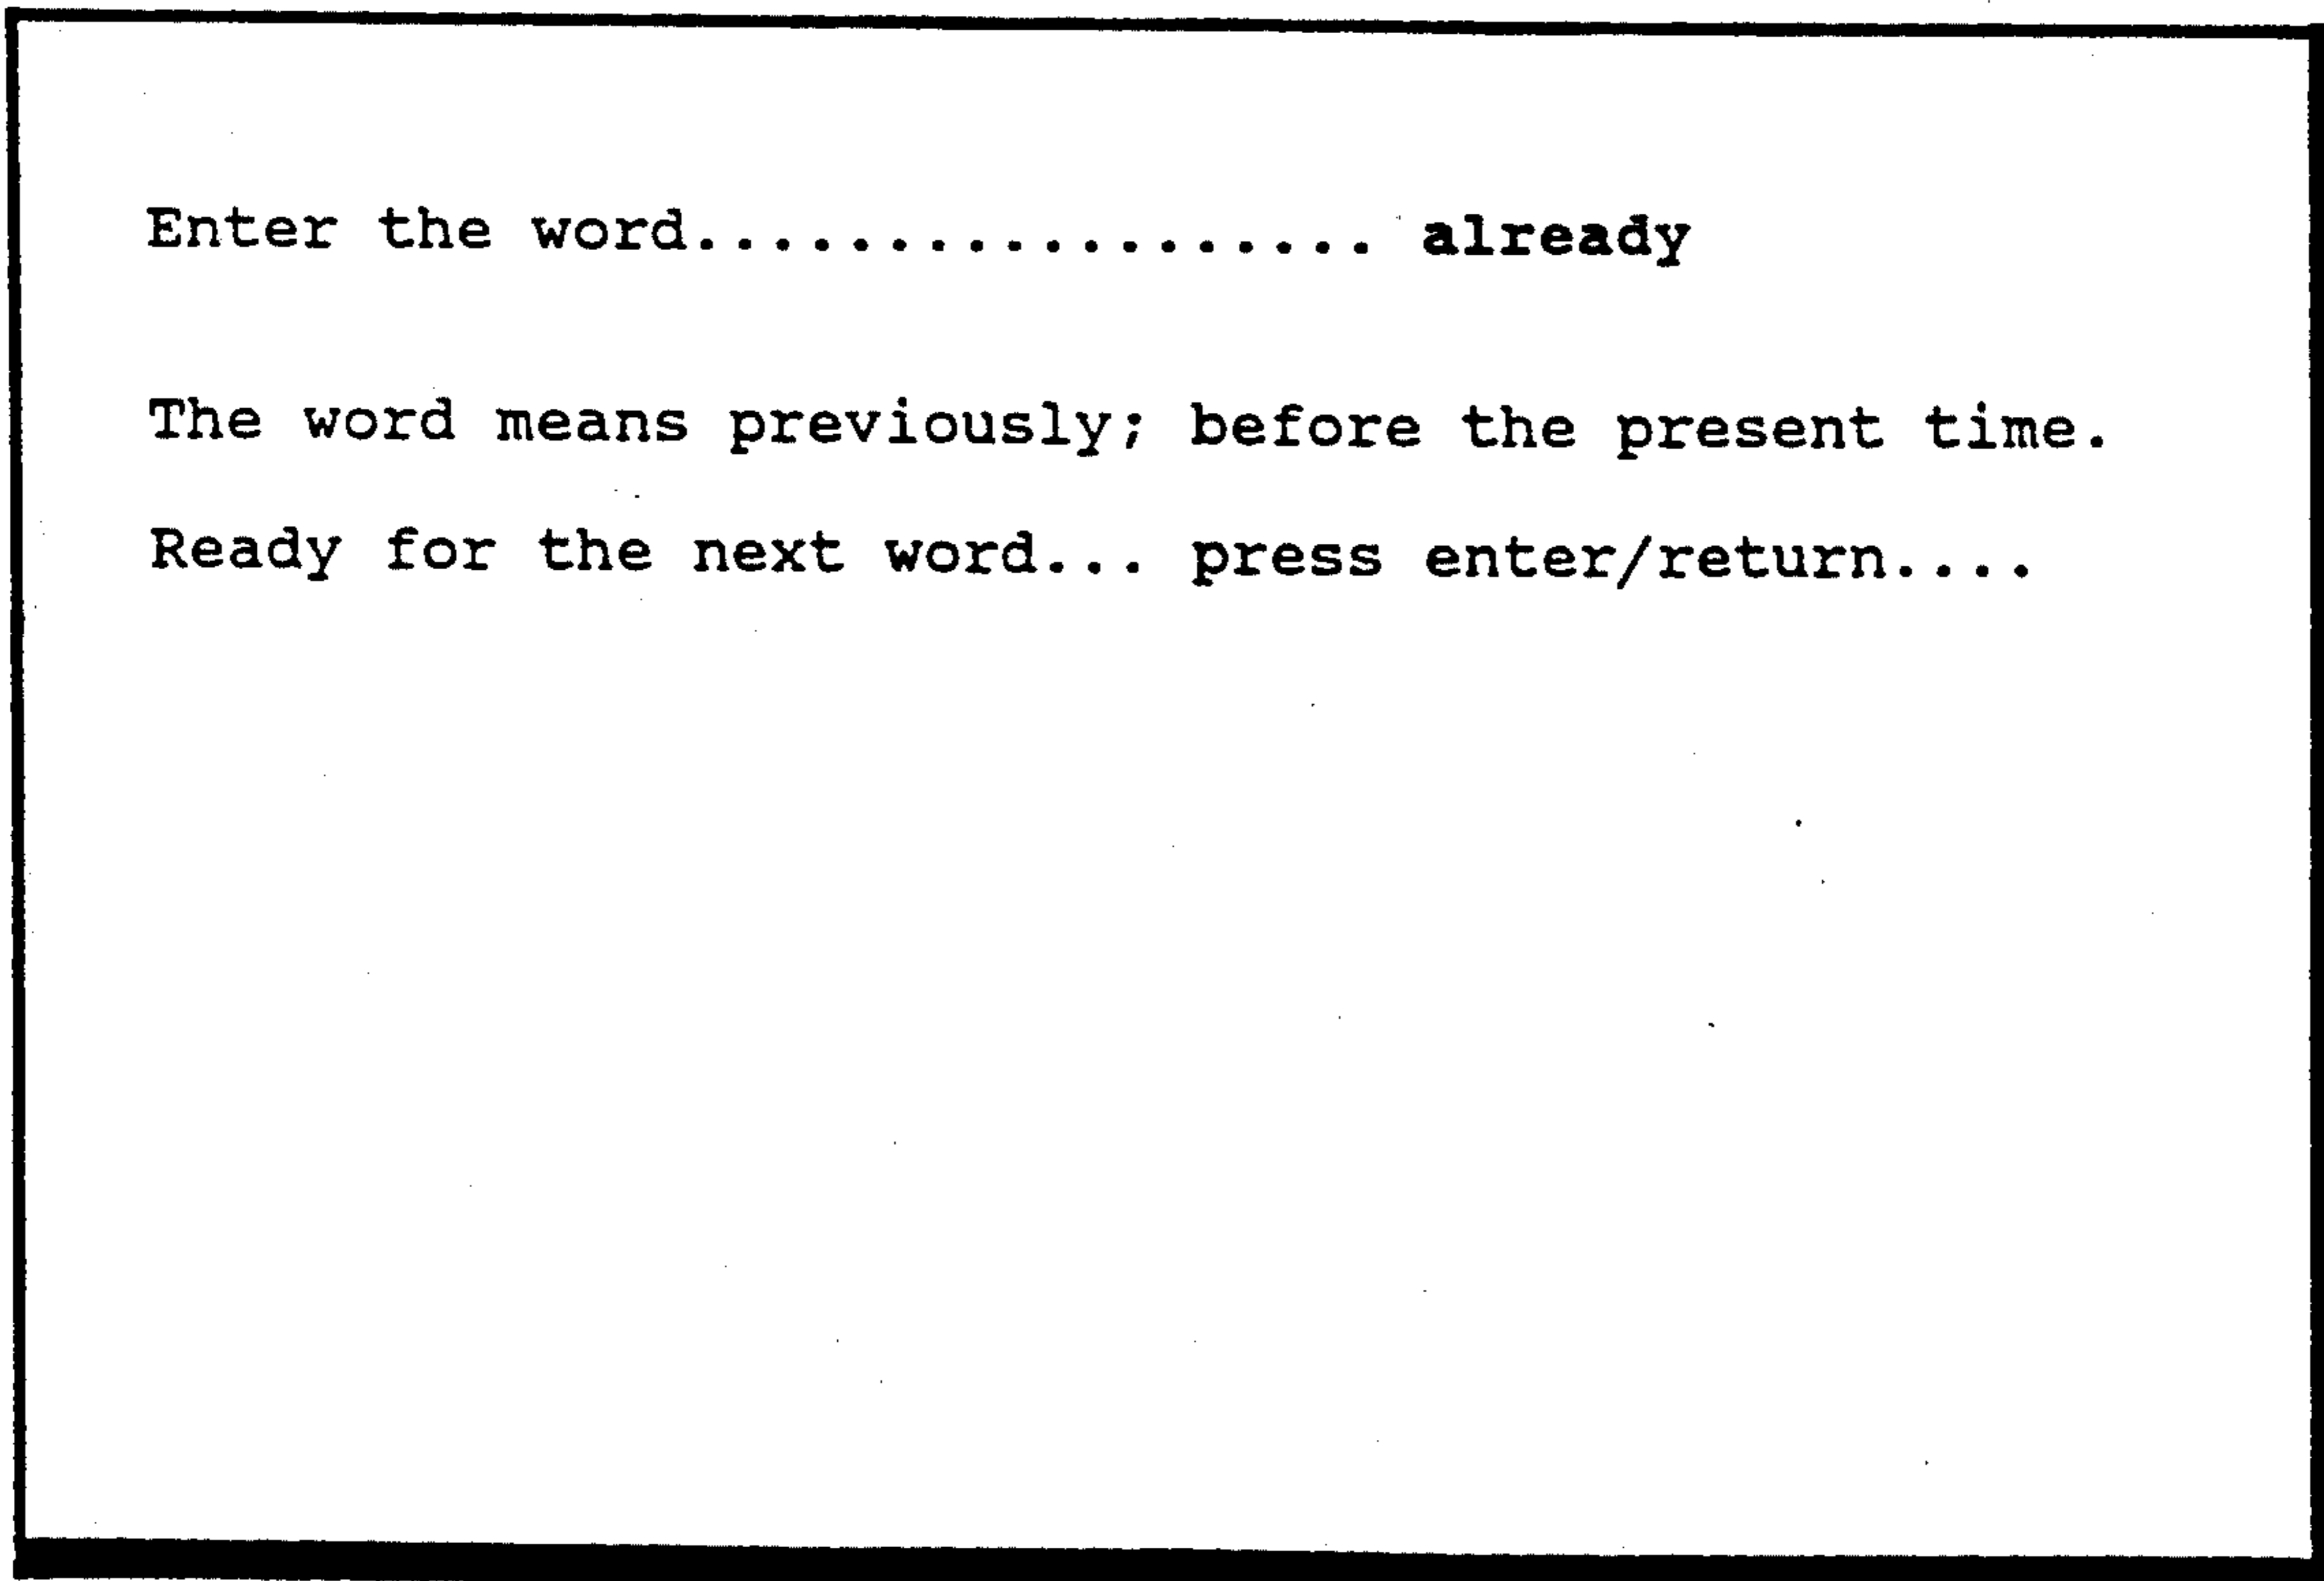 Enter the word.................. already
The word means previously; before the present time.
Ready for the next word... press enter/return....